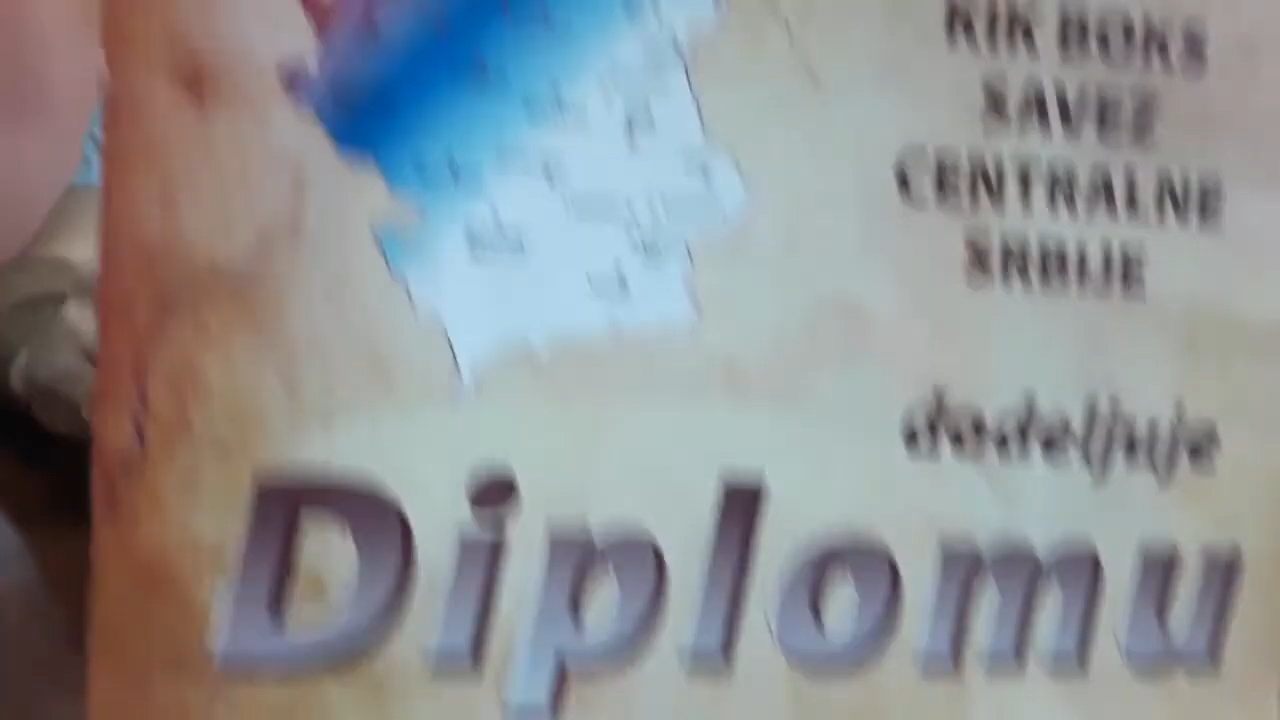 KIK BOKS
SAVEZ
CENTRALNE
SRBIJE
dodeljuje
Diplomu